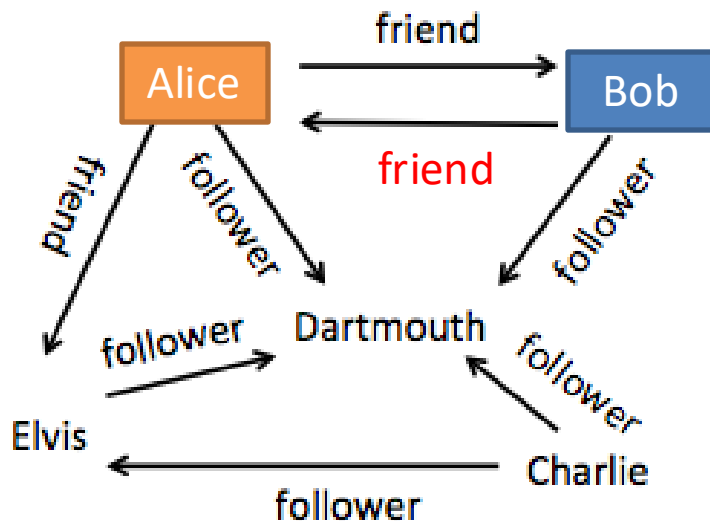 friend
Alice
Bob
friend
friend
follower
follower
follower
Dartmouth
follower
Elvis
Charlie
follower